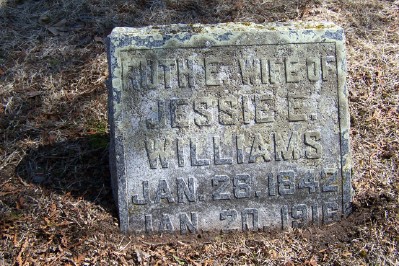 RUTH E. WIFE OF
JESSIE E.
WILLIAMS
JAN. 28. 1842
JAN. 20. 1916